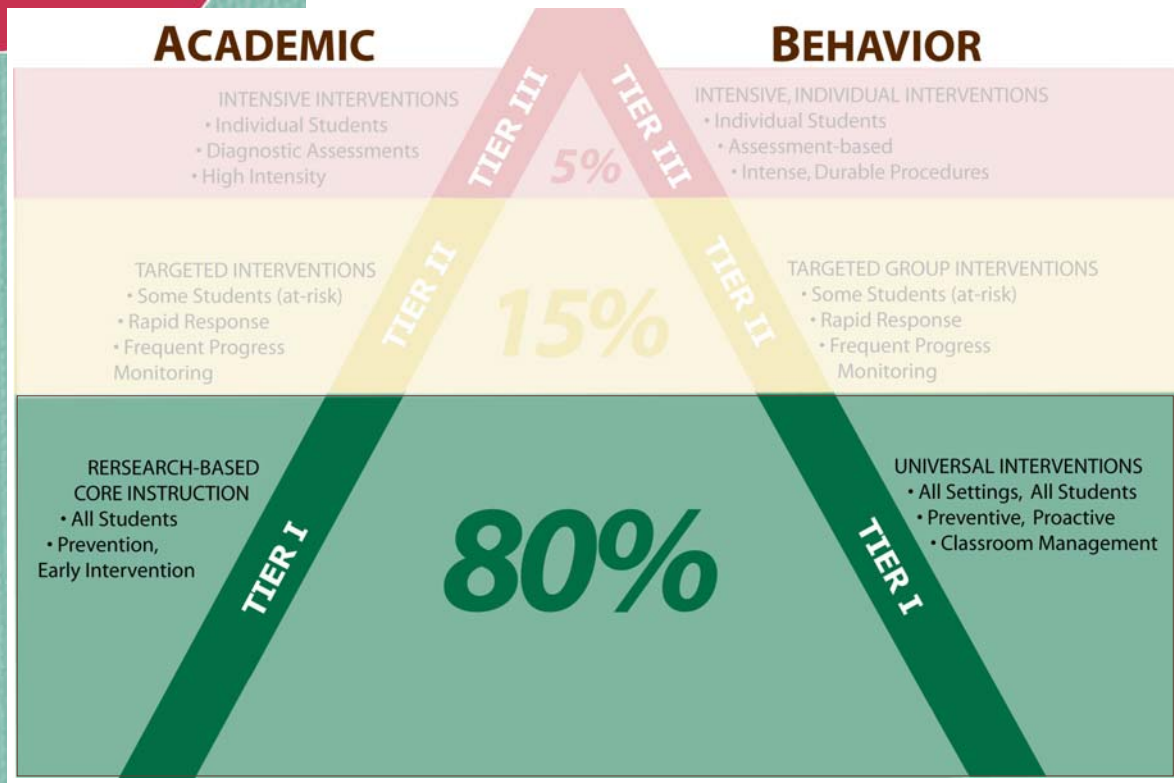 ACADEMIC
BEHAVIOR
INTENSIVE INTERVENTIONS
• Individual Students
• Diagnostic Assessments
• High Intensity
TIER III
5%
TIER III
INTENSIVE, INDIVIDUAL INTERVENTIONS
• Individual Students
• Assessment-based
• Intense, Durable Procedures
TARGETED INTERVENTIONS
• Some Students (at-risk)
• Rapid Response
• Frequent Progress
Monitoring
TIER II
15%
TIER II
TARGETED GROUP INTERVENTIONS
• Some Students (at-risk)
• Rapid Response
• Frequent Progress
Monitoring
RERSEARCH-BASED
CORE INSTRUCTION
• All Students
• Prevention,
Early Intervention
TIER I
80%
TIER I
UNIVERSAL INTERVENTIONS
• All Settings, All Students
• Preventive, Proactive
• Classroom Management